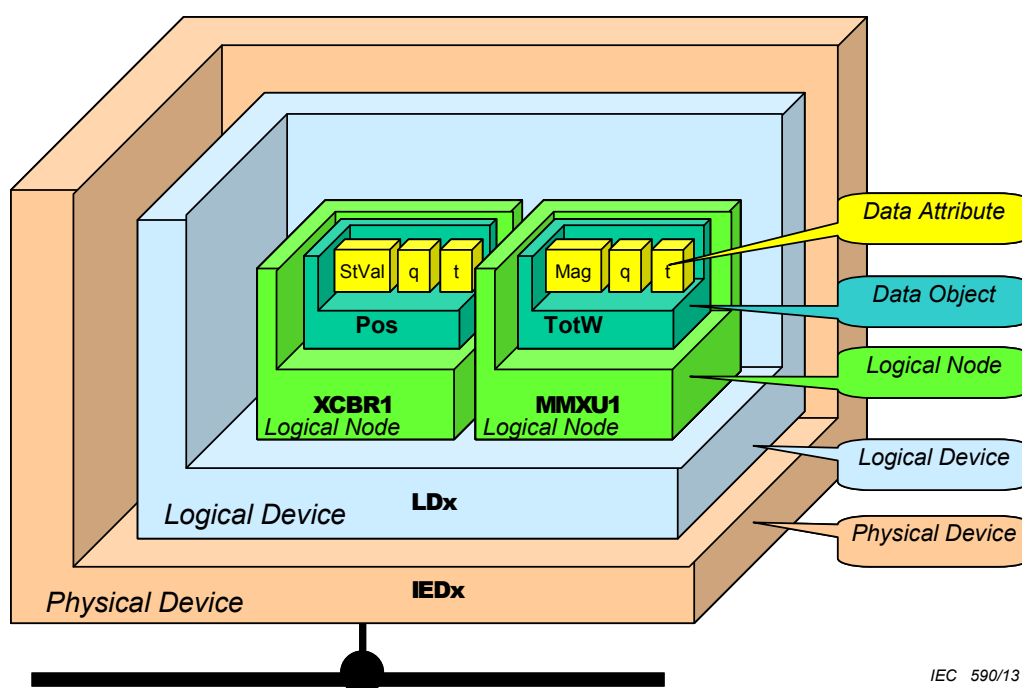 Data Attribute
StVal q t
Mag q t
Data Object
Pos
TotW
Logical Node
XCBR1
MMXU1
Logical Node
Logical Node
Logical Device
LDx
Logical Device
Physical Device
IEDx
Physical Device
IEC 590/13